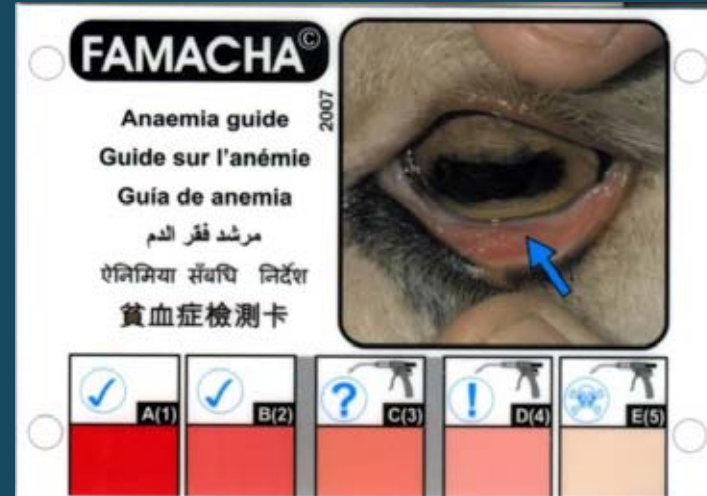 FAMACHA©
2007
Anaemia guide
Guide sur l'anémie
Guía de anemia
مرشد فقر الدم
ऐनिमिया सँबधि निर्देश
貧血症檢測卡
A(1)
B(2)
? C(3)
! D(4)
E(5)